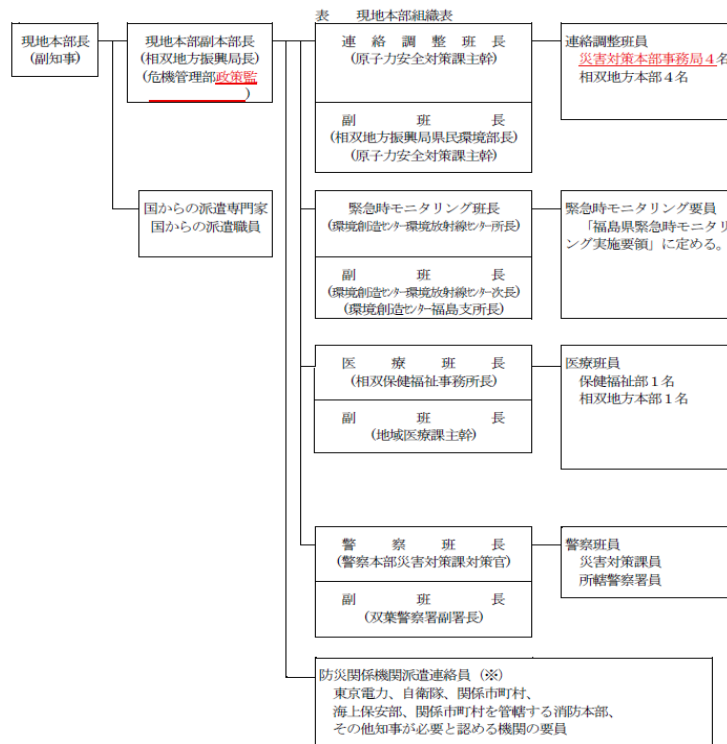 表　現地本部組織表
現地本部長
(副知事)
現地本部副本部長
(相双地方振興局長)
(危機管理部政策監
)
国からの派遣専門家
国からの派遣職員
連絡調整班長
(原子力安全対策課主幹)
副班長
(相双地方振興局県民環境部長)
(原子力安全対策課主幹)
連絡調整班員
災害対策本部事務局４名
相双地方本部４名
緊急時モニタリング班長
(環境創造センター環境放射線センター所長)
副班長
(環境創造センター環境放射線センター次長)
(環境創造センター福島支所長)
緊急時モニタリング要員
「福島県緊急時モニタリ
ング実施要領」に定める。
医療班長
(相双保健福祉事務所長)
副班長
(地域医療課主幹)
医療班員
保健福祉部１名
相双地方本部１名
警察班長
(警察本部災害対策課対策官)
副班長
(双葉警察署副署長)
警察班員
災害対策課員
所轄警察署員
防災関係機関派遣連絡員（※）
東京電力、自衛隊、関係市町村、
海上保安部、関係市町村を管轄する消防本部、
その他知事が必要と認める機関の要員